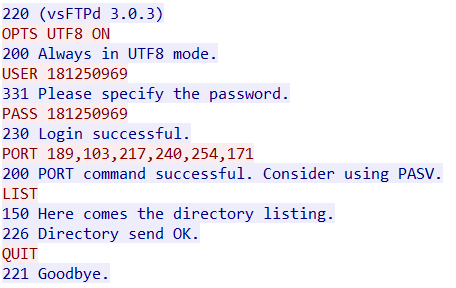 220 (vsFTPd 3.0.3)
OPTS UTF8 ON
200 Always in UTF8 mode.
USER 181250969
331 Please specify the password.
PASS 181250969
230 Login successful.
PORT 189,103,217,240,254,171
200 PORT command successful. Consider using PASV.
LIST
150 Here comes the directory listing.
226 Directory send OK.
QUIT
221 Goodbye.